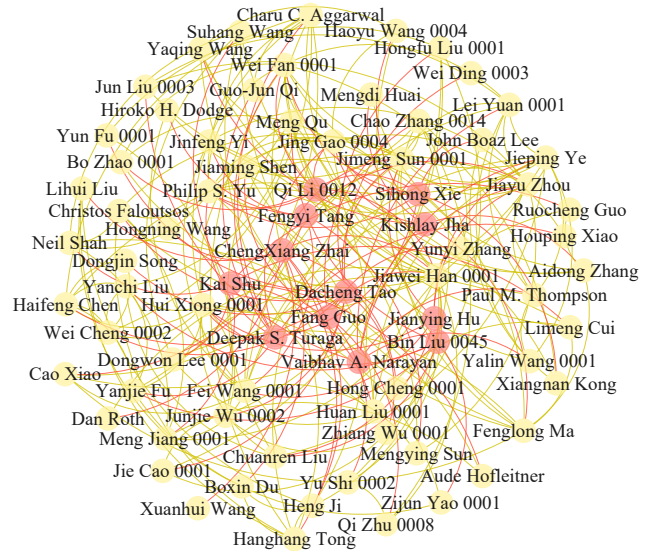 Charu C. Aggarwal
Suhang Wang
Haoyu Wang 0004
Yaqing Wang
Hongfu Liu 0001
Wei Fan 0001
Wei Ding 0003
Jun Liu 0003
Guo-Jun Qi
Mengdi Huai
Hiroko H. Dodge
Lei Yuan 0001
Meng Qu
Chao Zhang 0014
Yun Fu 0001
Jinfeng Yi
Jing Gao 0004
John Boaz Lee
Bo Zhao 0001
Jiaming Shen
Jimeng Sun 0001
Jieping Ye
Lihui Liu
Philip S. Yu
Qi Li 0012
Sihong Xie
Jiayu Zhou
Christos Faloutsos
Fengyi Tang
Kishlay Jha
Ruocheng Guo
Hongning Wang
Houping Xiao
Neil Shah
ChengXiang Zhai
Yunyi Zhang
Dongjin Song
Aidong Zhang
Yanchi Liu
Kai Shu
Jiawei Han 0001
Haifeng Chen
Hui Xiong 0001
Dacheng Tao
Paul M. Thompson
Fang Guo
Jianying Hu
Limeng Cui
Wei Cheng 0002
Deepak S. Turaga
Bin Liu 0045
Dongwon Lee 0001
Vaibhav A. Narayan
Yalin Wang 0001
Cao Xiao
Yanjie Fu
Fei Wang 0001
Hong Cheng 0001
Xiangnan Kong
Dan Roth
Junjie Wu 0002
Huan Liu 0001
Meng Jiang 0001
Zhiang Wu 0001
Fenglong Ma
Chuanren Liu
Mengying Sun
Jie Cao 0001
Yu Shi 0002
Aude Hofleitner
Boxin Du
Xuanhui Wang
Heng Ji
Zijun Yao 0001
Qi Zhu 0008
Hanghang Tong